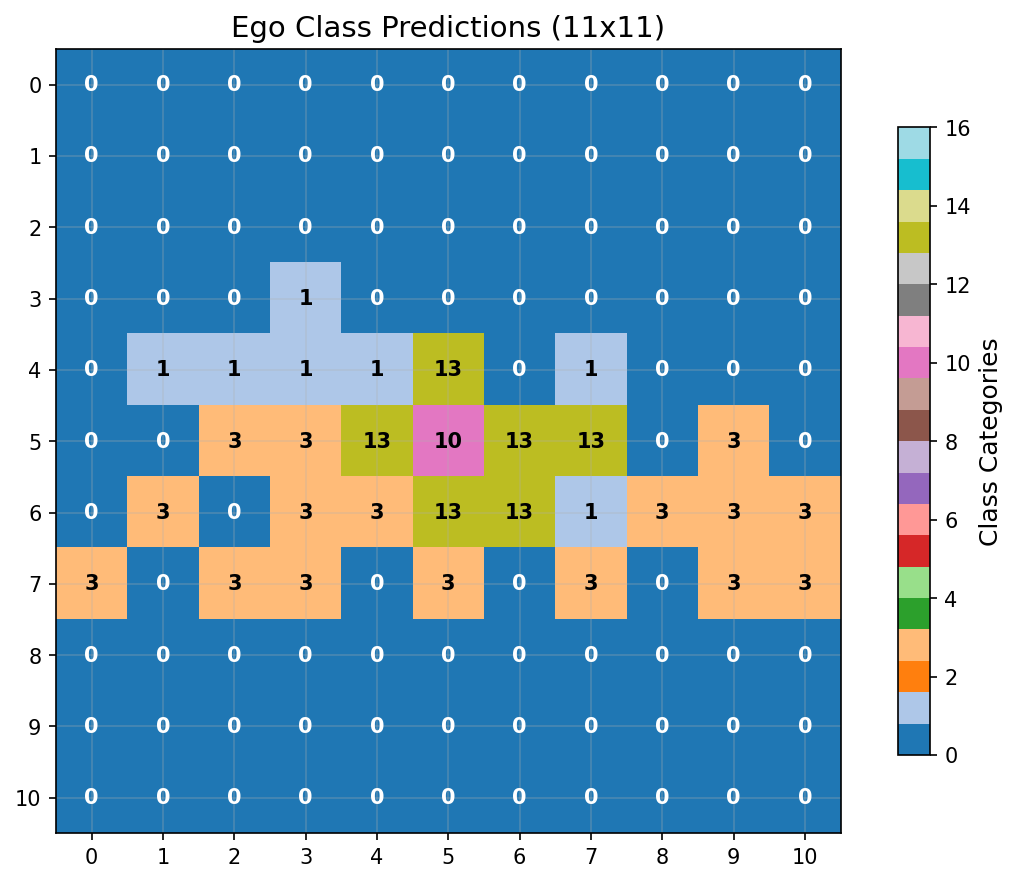 Ego Class Predictions (11x11)
0 0 0 0 0 0 0 0 0 0 0 0
1 0 0 0 0 0 0 0 0 0 0 0
2 0 0 0 0 0 0 0 0 0 0 0
3 0 0 0 1 0 0 0 0 0 0 0
4 0 1 1 1 1 13 0 1 0 0 0
5 0 0 3 3 13 10 13 13 0 3 0
6 0 3 0 3 3 13 13 1 3 3 3
7 3 0 3 3 0 3 0 3 0 3 3
8 0 0 0 0 0 0 0 0 0 0 0
9 0 0 0 0 0 0 0 0 0 0 0
10 0 0 0 0 0 0 0 0 0 0 0
0 1 2 3 4 5 6 7 8 9 10
16
14
12
10
8
6
4
2
0
Class Categories